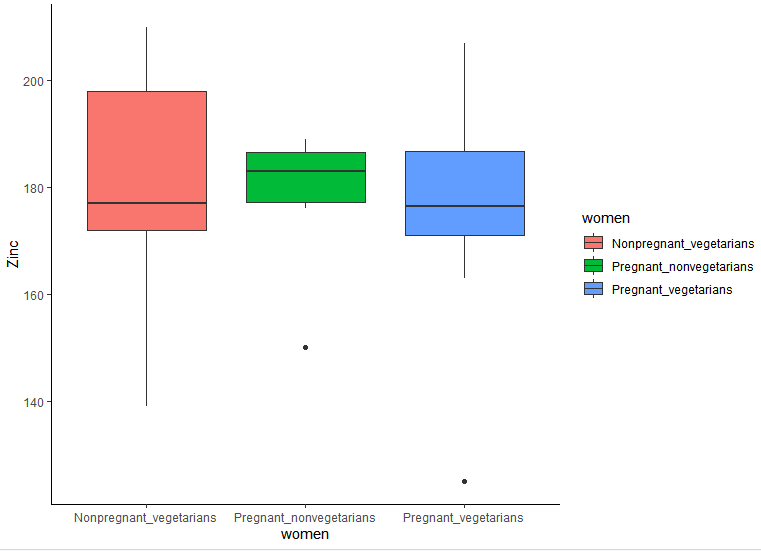 Zinc
200
180
160
140
Nonpregnant_vegetarians
Pregnant_nonvegetarians
Pregnant_vegetarians
women
women
Nonpregnant_vegetarians
Pregnant_nonvegetarians
Pregnant_vegetarians